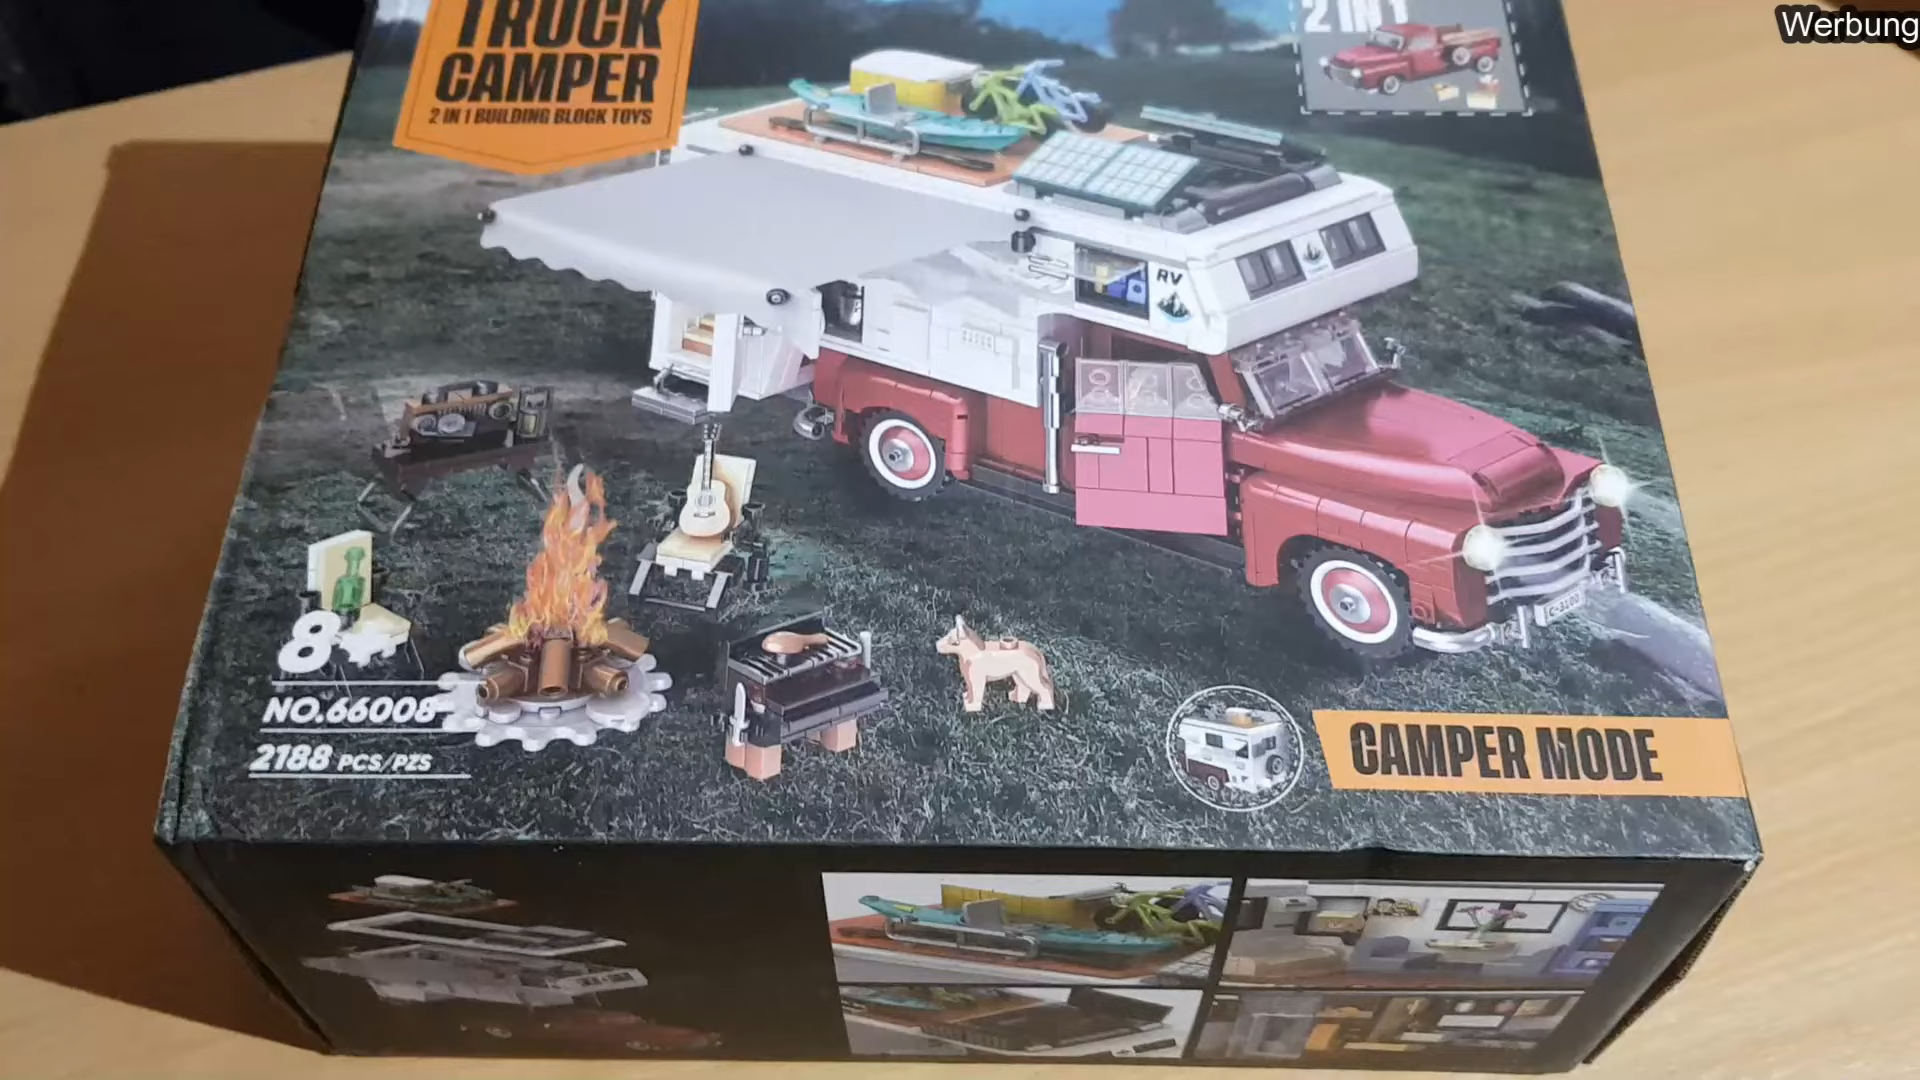 Werbung
TRUCK
CAMPER
2 IN 1 BUILDING BLOCK TOYS
2 IN 1
RV
C-3100
8+
NO.66008
2188 PCS/PZS
CAMPER MODE